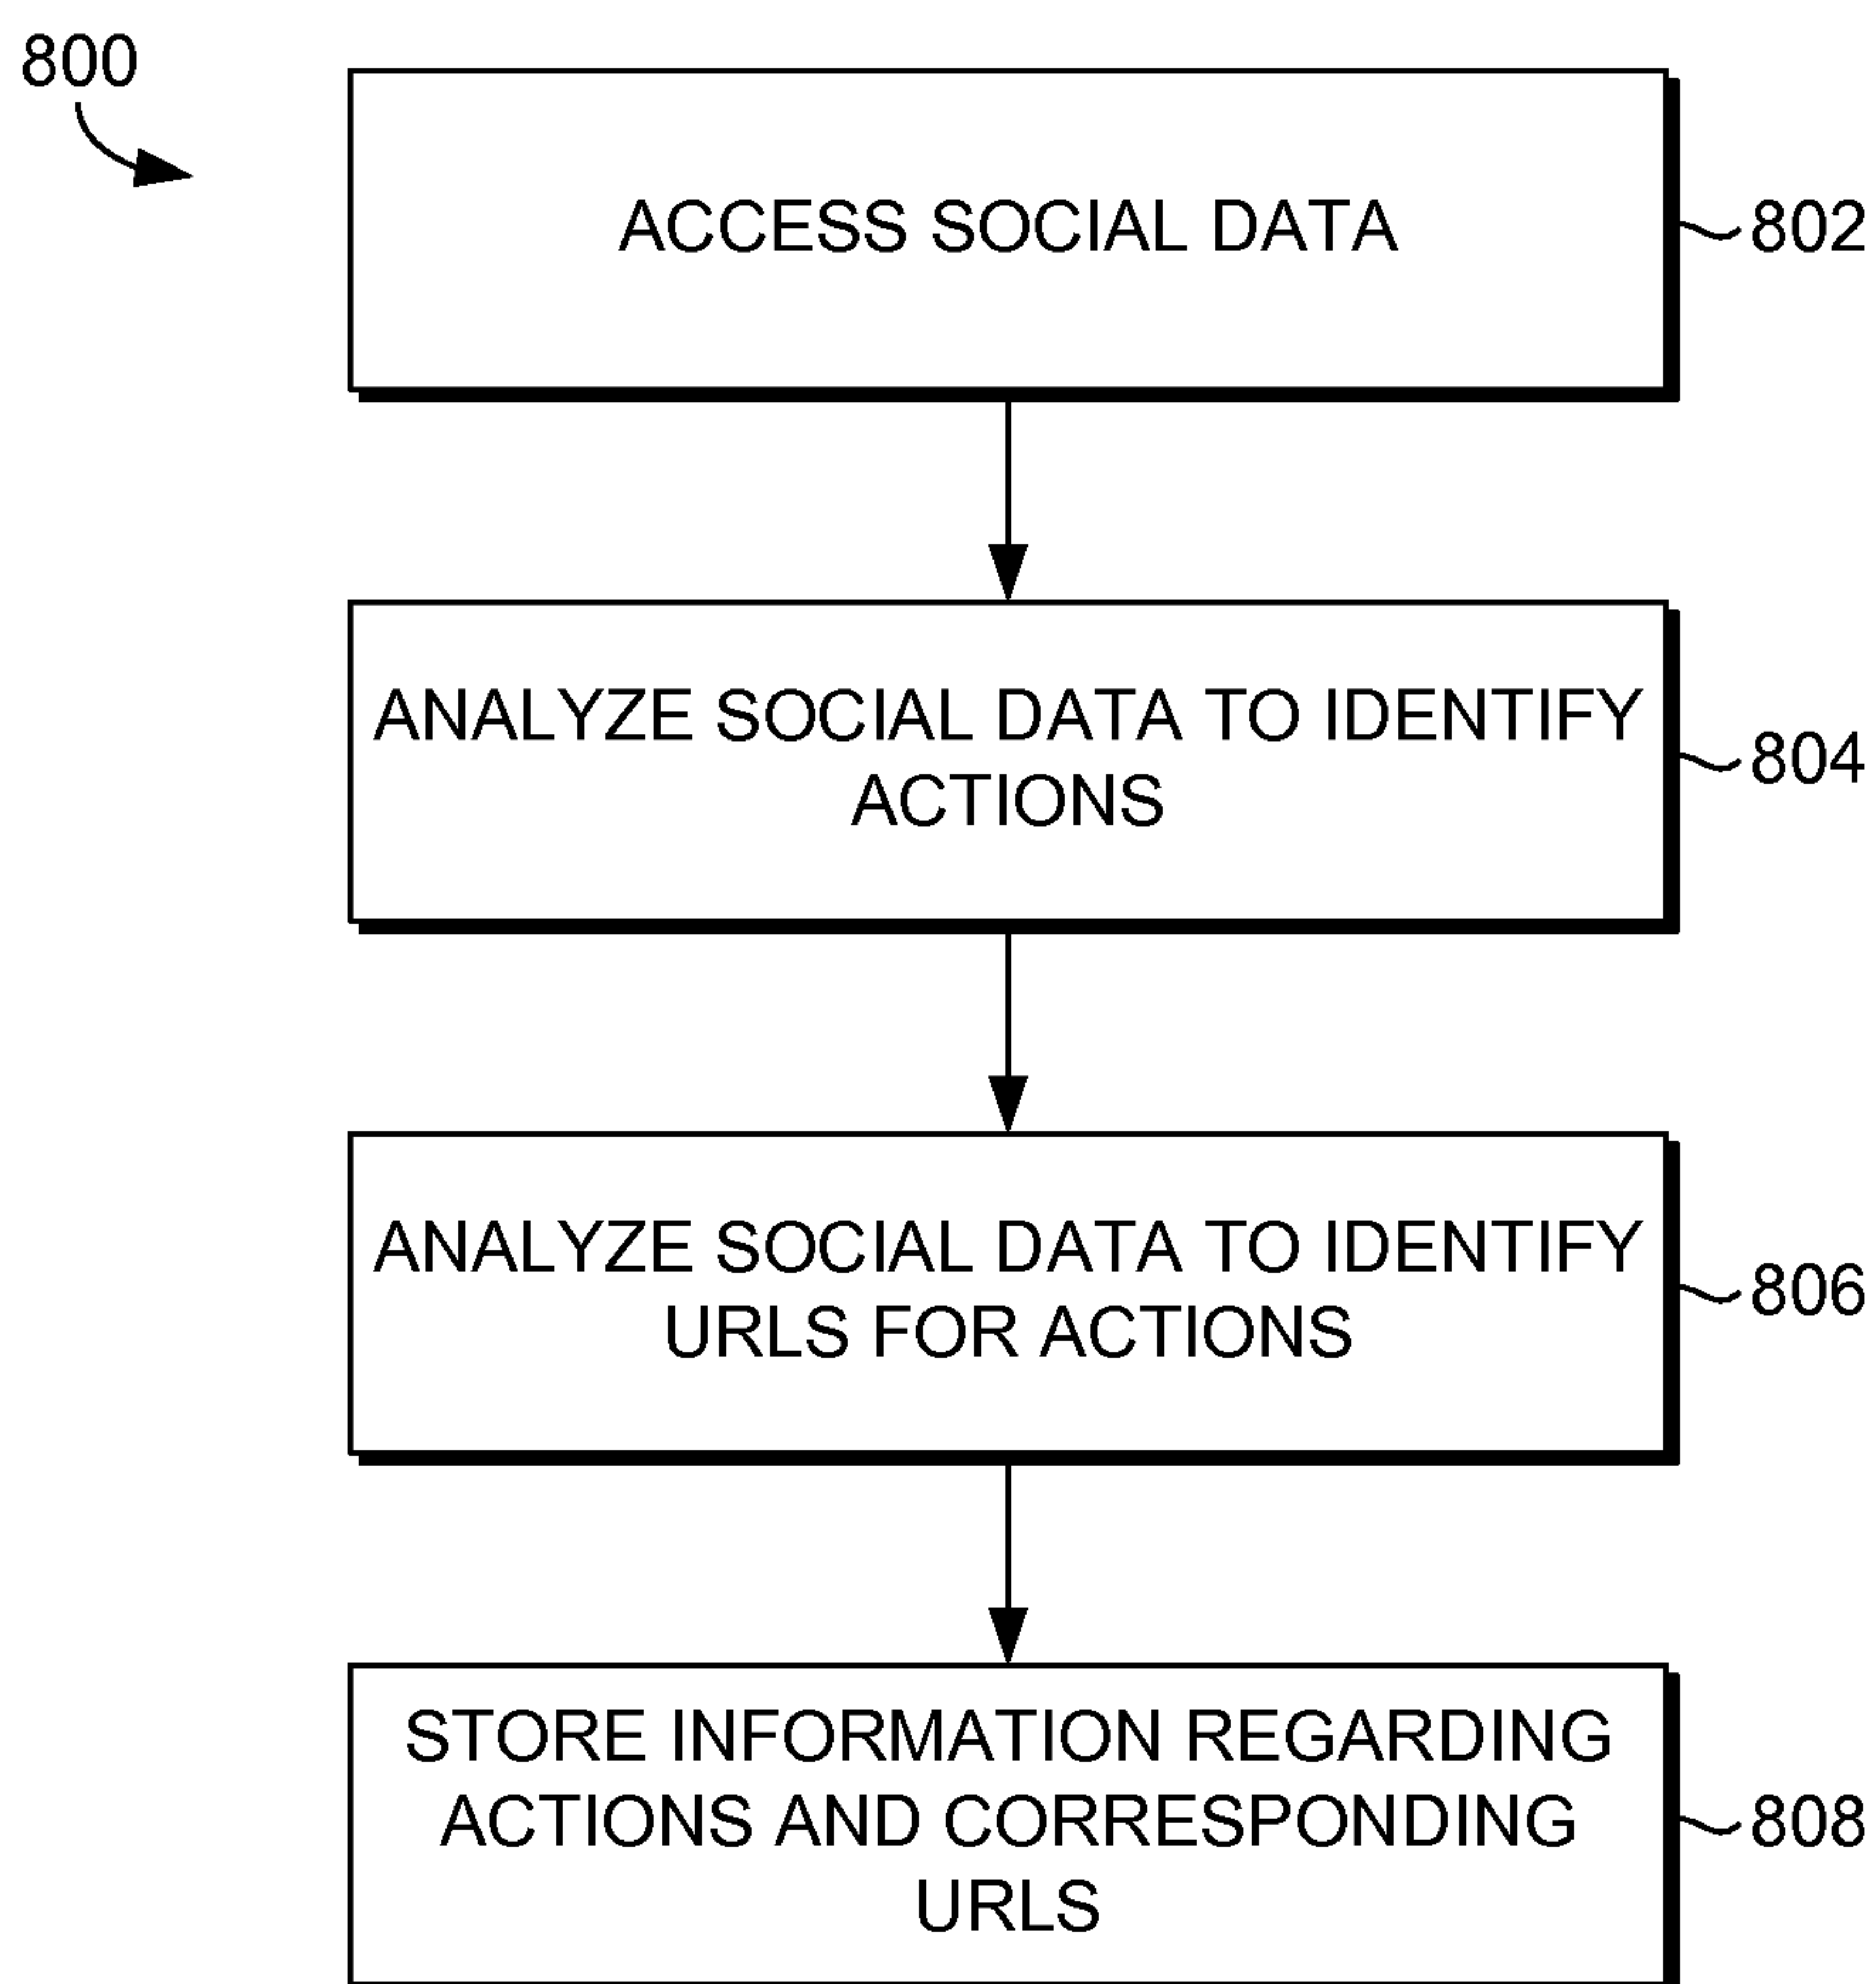 800
ACCESS SOCIAL DATA
802
ANALYZE SOCIAL DATA TO IDENTIFY
ACTIONS
804
ANALYZE SOCIAL DATA TO IDENTIFY
URLS FOR ACTIONS
806
STORE INFORMATION REGARDING
ACTIONS AND CORRESPONDING
URLS
808